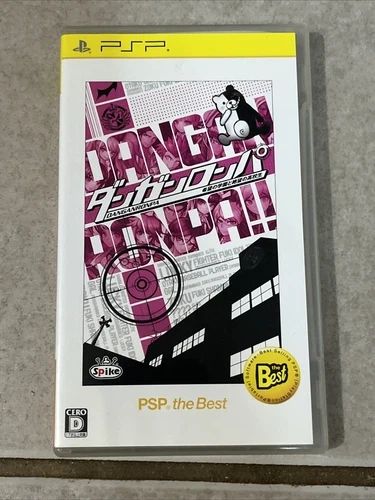 PSP
DANGAN
ダンガンロンパ
希望の学園と絶望の高校生
DANGANRONPA
RONPA!!
Spike
the Best
PSP the Best
CERO
D